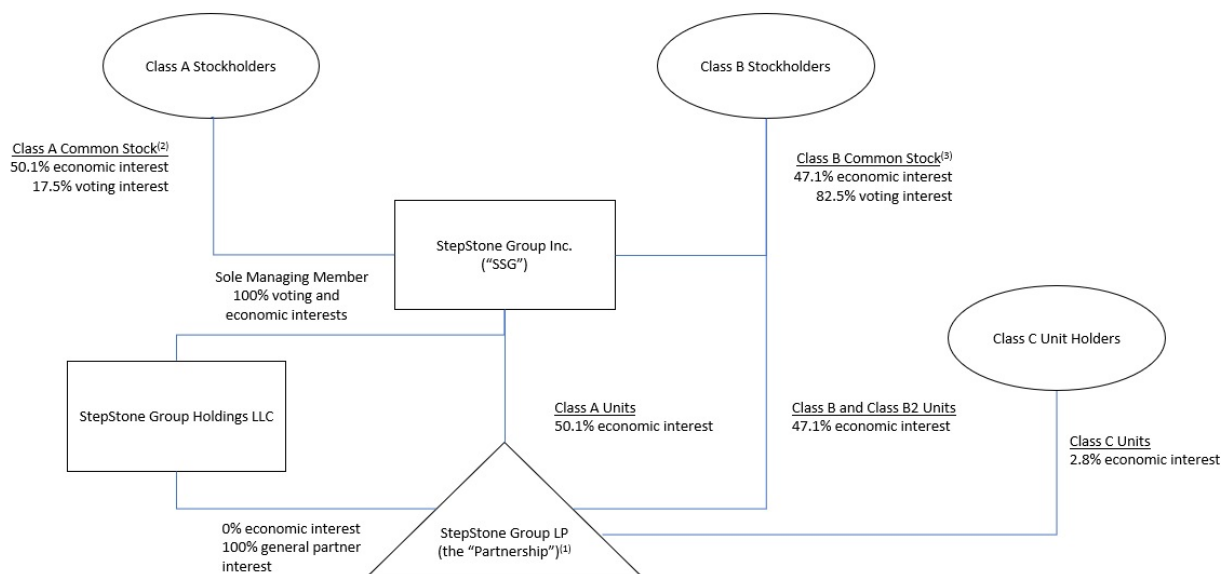 Class A Stockholders
Class B Stockholders
Class A Common Stock(2)
50.1% economic interest
17.5% voting interest
Class B Common Stock(3)
47.1% economic interest
82.5% voting interest
StepStone Group Inc.
(“SSG”)
Sole Managing Member
100% voting and
economic interests
Class C Unit Holders
StepStone Group Holdings LLC
Class A Units
50.1% economic interest
Class B and Class B2 Units
47.1% economic interest
Class C Units
2.8% economic interest
0% economic interest
100% general partner
interest
StepStone Group LP
(the “Partnership”)(1)